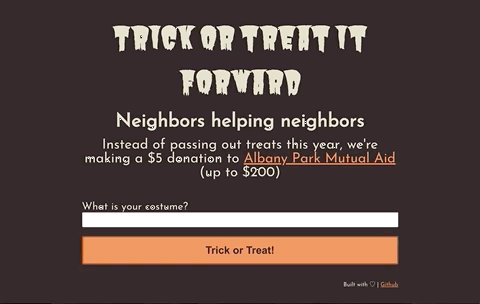 TRICK OR TREAT IT
FORWARD
Neighbors helping neighbors
Instead of passing out treats this year, we're
making a $5 donation to Albany Park Mutual Aid
(up to $200)
What is your costume?
Trick or Treat!
Built with ♡ | Github